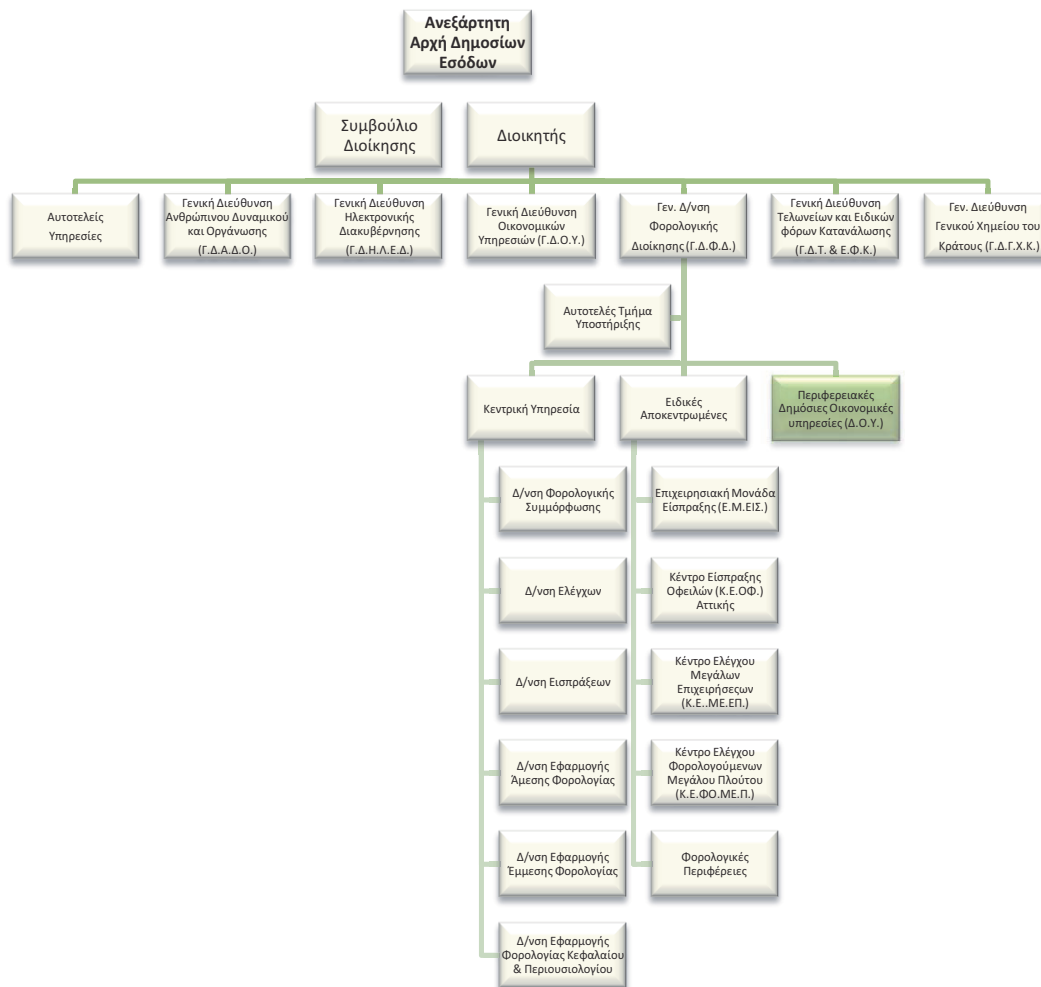 Ανεξάρτητη
Αρχή Δημοσίων
Εσόδων
Συμβούλιο
Διοίκησης
Διοικητής
Αυτοτελείς
Υπηρεσίες
Γενική Διεύθυνση
Ανθρώπινου Δυναμικού
και Οργάνωσης
(Γ.Δ.Α.Δ.Ο.)
Γενική Διεύθυνση
Ηλεκτρονικής
Διακυβέρνησης
(Γ.Δ.Η.Λ.Ε.Δ.)
Γενική Διεύθυνση
Οικονομικών
Υπηρεσιών (Γ.Δ.Ο.Υ.)
Γεν. Δ/νση
Φορολογικής
Διοίκησης (Γ.Δ.Φ.Δ.)
Γενική Διεύθυνση
Τελωνείων και Ειδικών
φόρων Κατανάλωσης
(Γ.Δ.Τ. & Ε.Φ.Κ.)
Γεν. Διεύθυνση
Γενικού Χημείου του
Κράτους (Γ.Δ.Γ.Χ.Κ.)
Αυτοτελές Τμήμα
Υποστήριξης
Κεντρική Υπηρεσία
Ειδικές
Αποκεντρωμένες
Περιφερειακές
Δημόσιες Οικονομικές
υπηρεσίες (Δ.Ο.Υ.)
Δ/νση Φορολογικής
Συμμόρφωσης
Δ/νση Ελέγχων
Δ/νση Εισπράξεων
Δ/νση Εφαρμογής
Άμεσης Φορολογίας
Δ/νση Εφαρμογής
Έμμεσης Φορολογίας
Δ/νση Εφαρμογής
Φορολογίας Κεφαλαίου
& Περιουσιολογίου
Επιχειρησιακή Μονάδα
Είσπραξης (Ε.Μ.ΕΙΣ.)
Κέντρο Είσπραξης
Οφειλών (Κ.Ε.ΟΦ.)
Αττικής
Κέντρο Ελέγχου
Μεγάλων
Επιχειρήσεςων
(Κ.Ε..ΜΕ.ΕΠ.)
Κέντρο Ελέγχου
Φορολογούμενων
Μεγάλου Πλούτου
(Κ.Ε.ΦΟ.ΜΕ.Π.)
Φορολογικές
Περιφέρειες